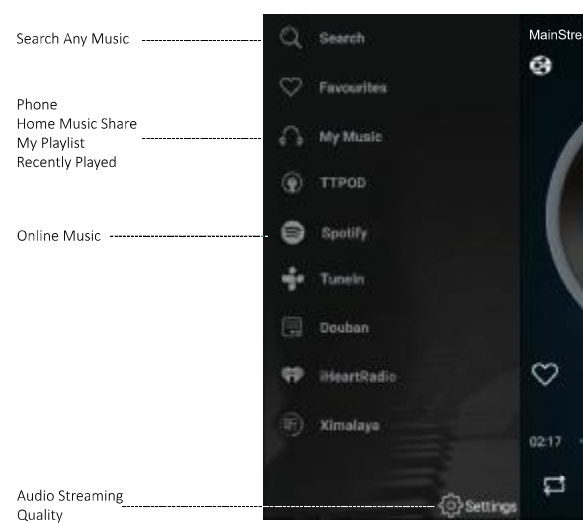 Search Any Music
Search
MainStre
Favourites
Phone
Home Music Share
My Playlist
Recently Played
My Music
TTPOD
Online Music
Spotify
TuneIn
Douban
iHeartRadio
Ximalaya
02:17
Audio Streaming
Quality
Settings